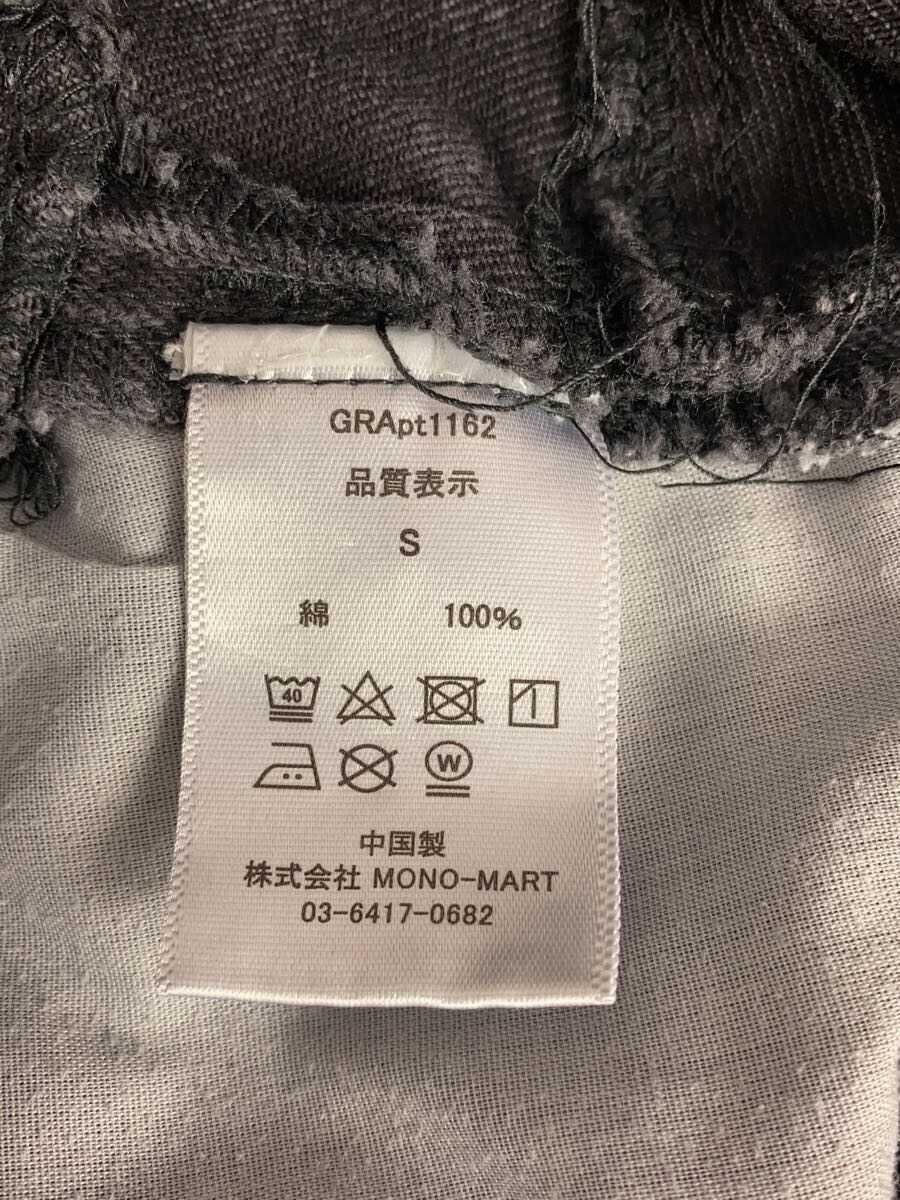 GRApt1162
品質表示
S
綿 100%
40
W
中国製
株式会社 MONO-MART
03-6417-0682